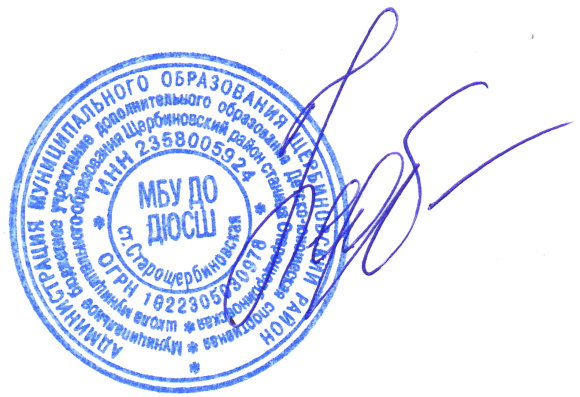 АДМИНИСТРАЦИЯ МУНИЦИПАЛЬНОГО ОБРАЗОВАНИЯ ЩЕРБИНОВСКИЙ РАЙОН *
Муниципальное бюджетное учреждение дополнительного образования детско-юношеская спортивная *
школа муниципального образования Щербиновский район станица Старощербиновская *
* ИНН 2358005924 *
ОГРН 1022305030978
МБУ ДО
ДЮСШ
ст. Старощербиновская